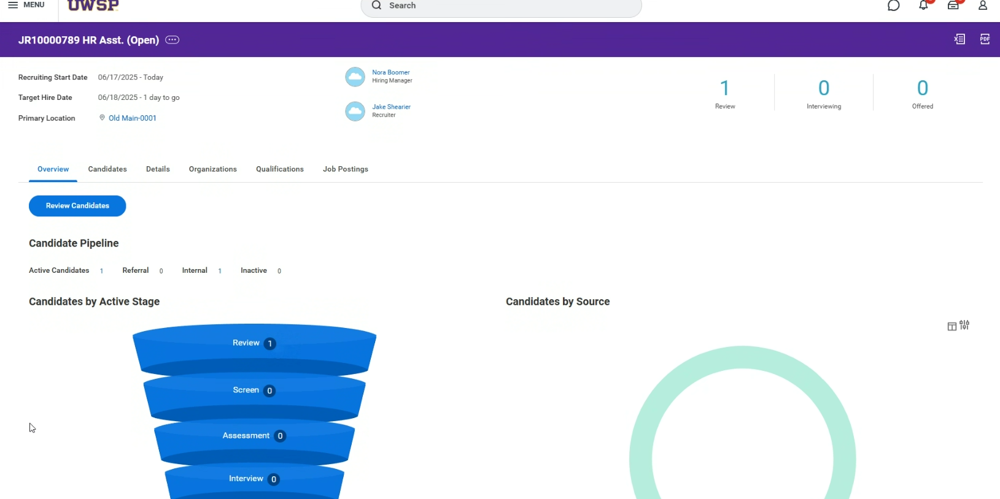 MENU
UWSP
Search
JR10000789 HR Asst. (Open)
PDF
Recruiting Start Date 06/17/2025 - Today
Target Hire Date 06/18/2025 - 1 day to go
Primary Location Old Main-0001
Nora Boomer
Hiring Manager
Jake Shearier
Recruiter
1
Review
0
Interviewing
0
Offered
Overview Candidates Details Organizations Qualifications Job Postings
Review Candidates
Candidate Pipeline
Active Candidates 1 Referral 0 Internal 1 Inactive 0
Candidates by Active Stage
Review 1
Screen 0
Assessment 0
Interview 0
Candidates by Source